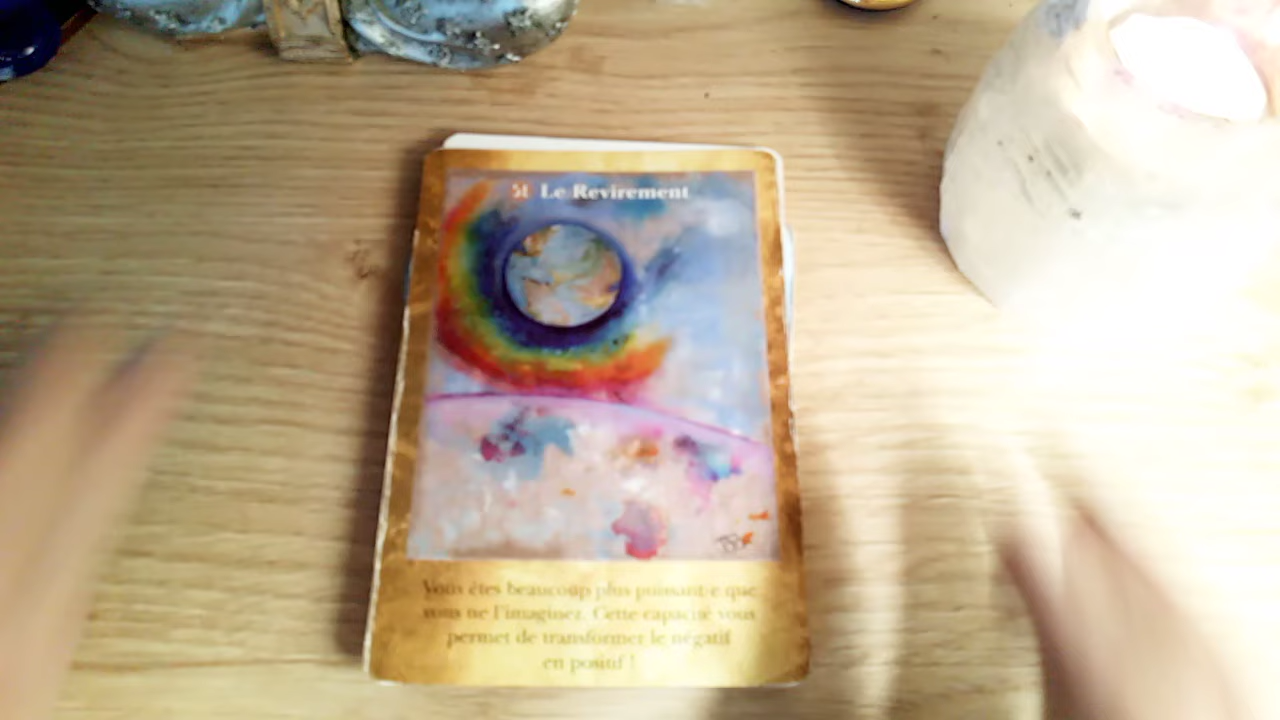 51 Le Revirement
Vous êtes beaucoup plus puissant/e que
vous ne l'imaginez. Cette capacité vous
permet de transformer le négatif
en positif !